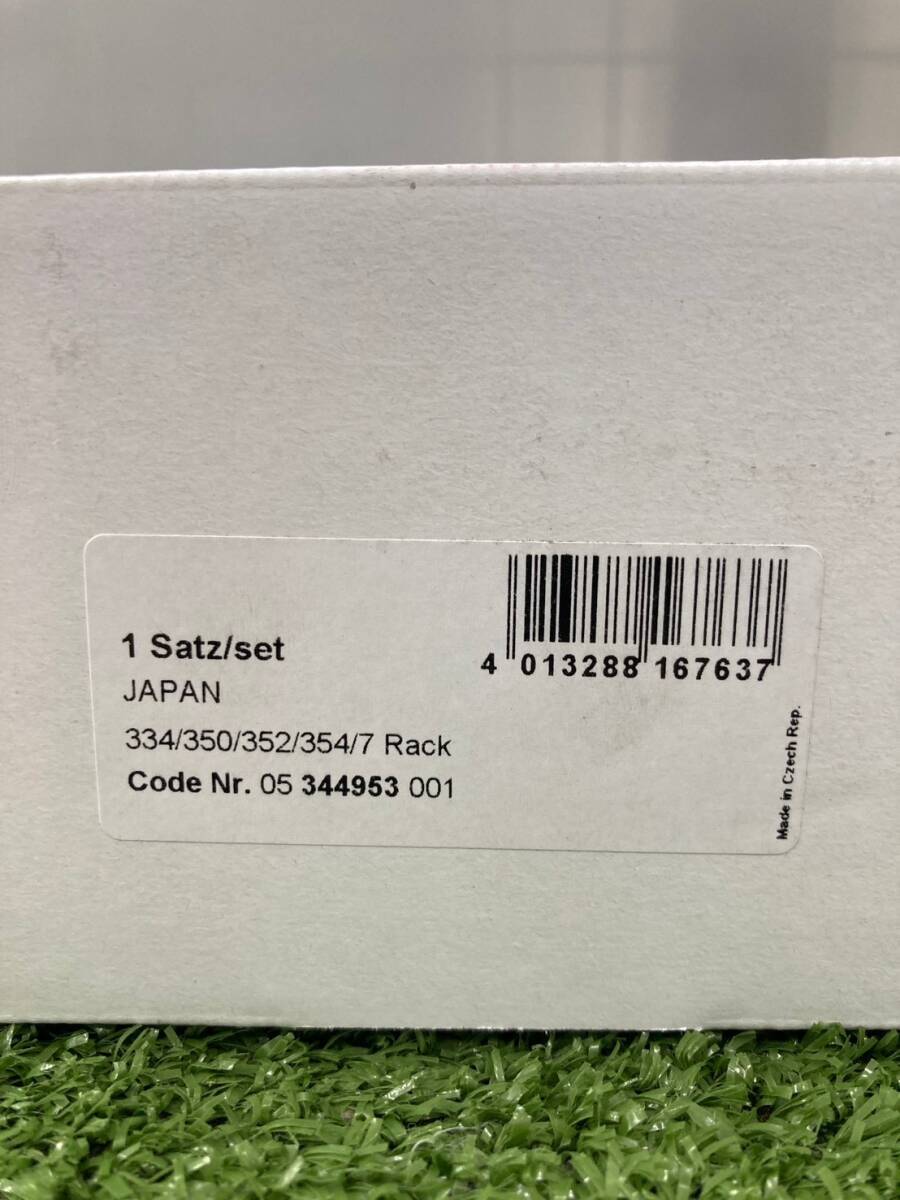 1 Satz/set
JAPAN
334/350/352/354/7 Rack
Code Nr. 05 344953 001
4 013288 167637
Made in Czech Rep.